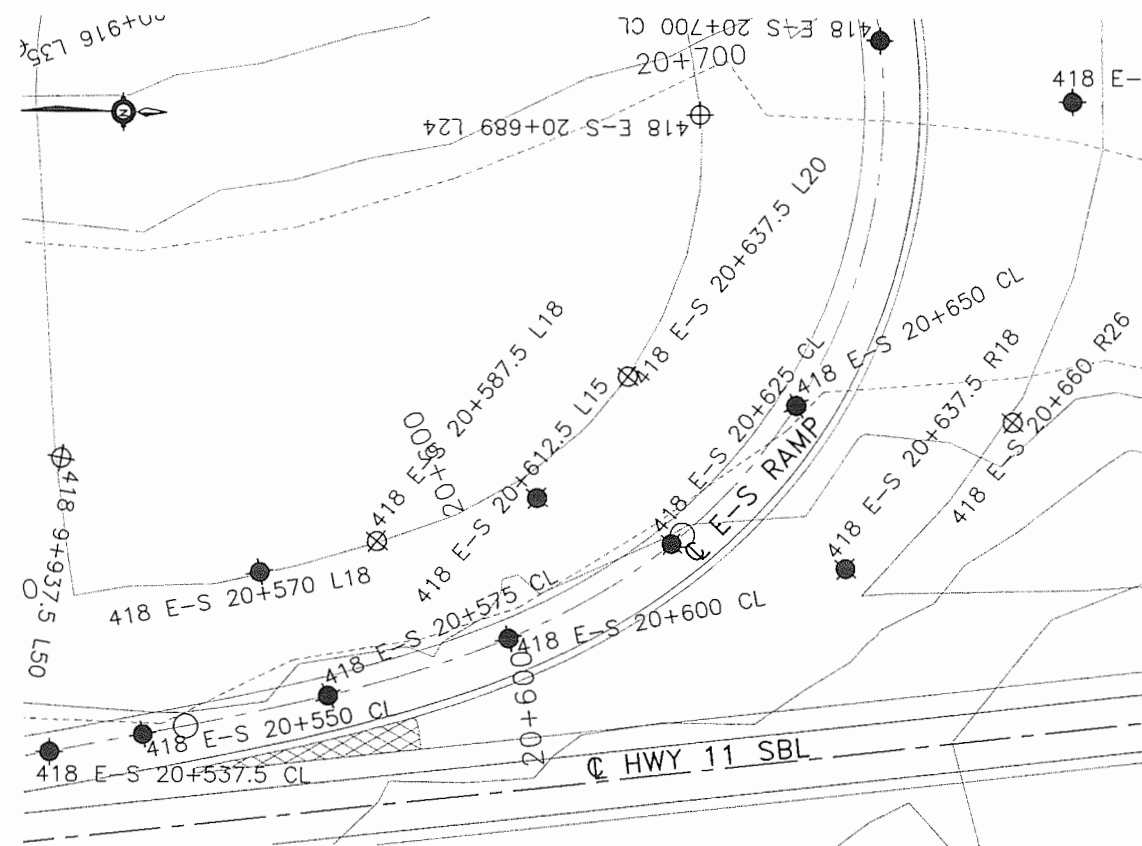 20+916 L35
418 E-S 20+700 CL
20+700
418 E-
N
418 E-S 20+689 L24
418 E-S 20+637.5 L20
418 E-S 20+650 CL
418 E-S 20+587.5 L18
418 E-S 20+625 CL
418 E-S 20+637.5 R18
418 E-S 20+660 R26
20+600
418 E-S 20+612.5 L15
℄ E-S RAMP
418 9+937.5 L50
0
418 E-S 20+570 L18
418 E-S 20+575 CL
418 E-S 20+600 CL
20+600
418 E-S 20+550 CL
418 E-S 20+537.5 CL
℄ HWY 11 SBL